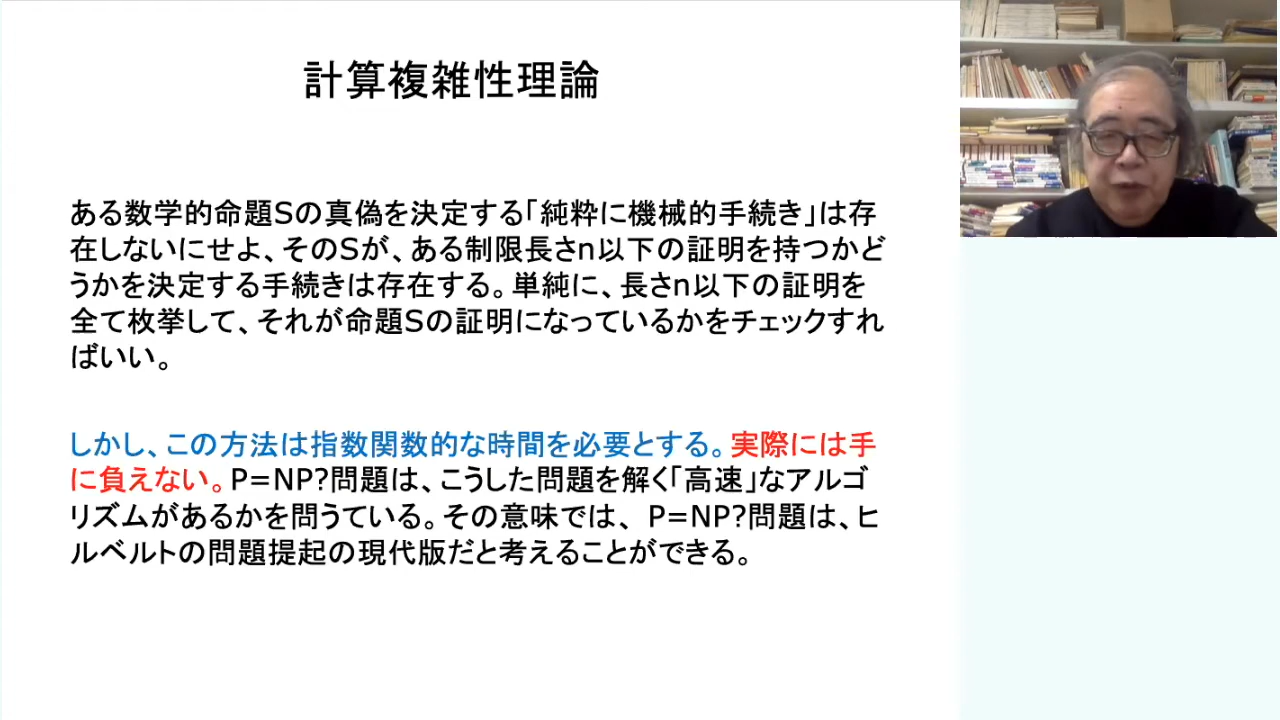 計算複雑性理論
ある数学的命題Sの真偽を決定する「純粋に機械的手続き」は存
在しないにせよ、そのSが、ある制限長さn以下の証明を持つかど
うかを決定する手続きは存在する。単純に、長さn以下の証明を
全て枚挙して、それが命題Sの証明になっているかをチェックすれ
ばいい。
しかし、この方法は指数関数的な時間を必要とする。実際には手
に負えない。P=NP?問題は、こうした問題を解く「高速」なアルゴ
リズムがあるかを問うている。その意味では、 P=NP?問題は、ヒ
ルベルトの問題提起の現代版だと考えることができる。